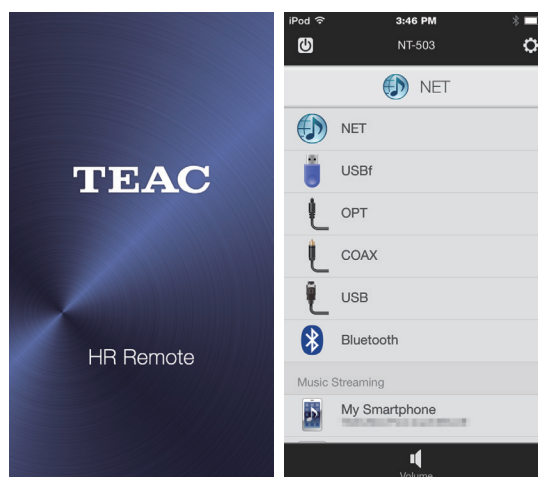 TEAC
HR Remote
iPod 3:46 PM
NT-503
NET
NET
USBf
OPT
COAX
USB
Bluetooth
Music Streaming
My Smartphone
Volume